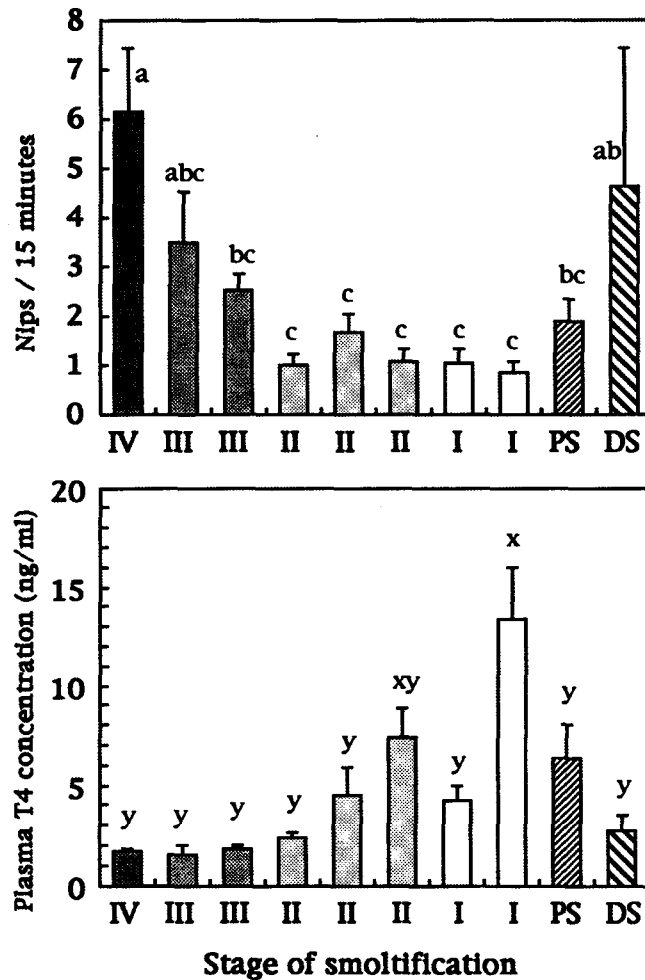 8
7
6
5
4
3
2
1
0
Nips / 15 minutes
a
abc
bc
c
c
c
c
c
bc
ab
IV III III II II II I I PS DS
20
15
10
5
0
Plasma T4 concentration (ng/ml)
y
y
y
y
y
xy
y
x
y
y
IV III III II II II I I PS DS
Stage of smoltification